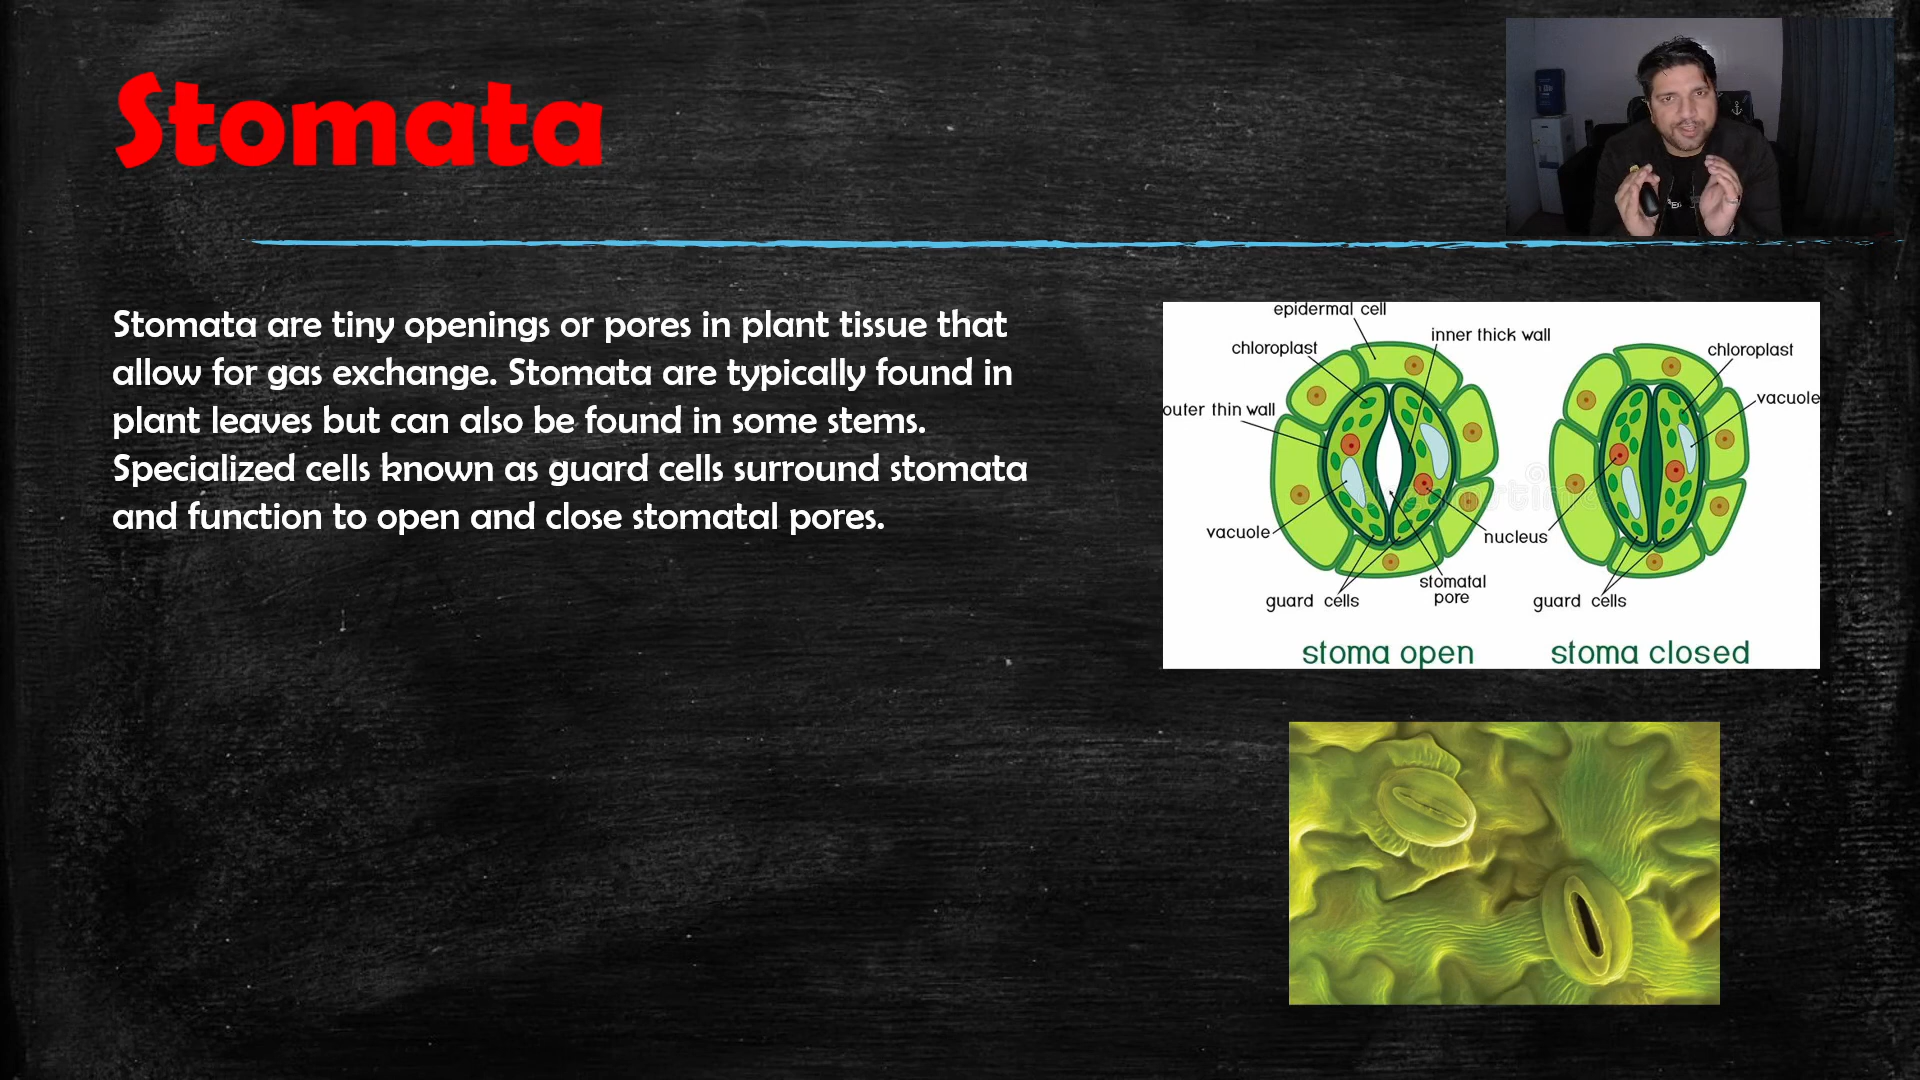 Stomata
Stomata are tiny openings or pores in plant tissue that
allow for gas exchange. Stomata are typically found in
plant leaves but can also be found in some stems.
Specialized cells known as guard cells surround stomata
and function to open and close stomatal pores.
epidermal cell
inner thick wall
chloroplast
chloroplast
vacuole
outer thin wall
vacuole
nucleus
stomatal
pore
guard cells
guard cells
stoma open
stoma closed